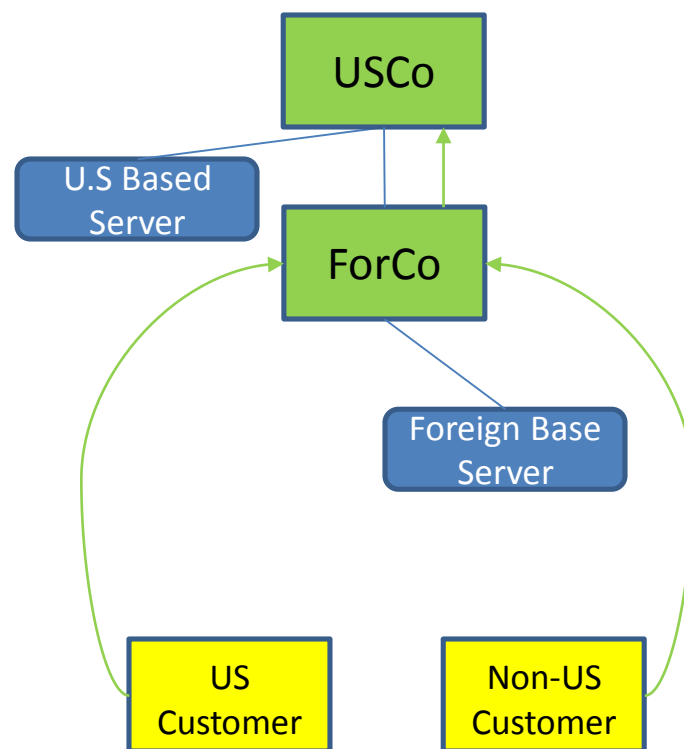 USCo
U.S Based
Server
ForCo
Foreign Base
Server
US
Customer
Non-US
Customer